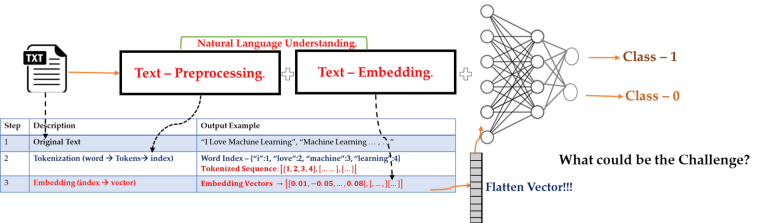 Natural Language Understanding.
TXT
Text – Preprocessing.
Text – Embedding.
Class – 1
Class – 0
Step Description Output Example
1 Original Text "I Love Machine Learning", "Machine Learning … , . . "
2 Tokenization (word → Tokens→ index) Word Index – {"i":1, "love":2, "machine":3, "learning":4}
Tokenized Sequence: [[1, 2, 3, 4], [… …], [… ]]
3 Embedding (index → vector) Embedding Vectors → [[0.01, −0.05, …, 0.08], [, … , ][… ]]
What could be the Challenge?
Flatten Vector!!!